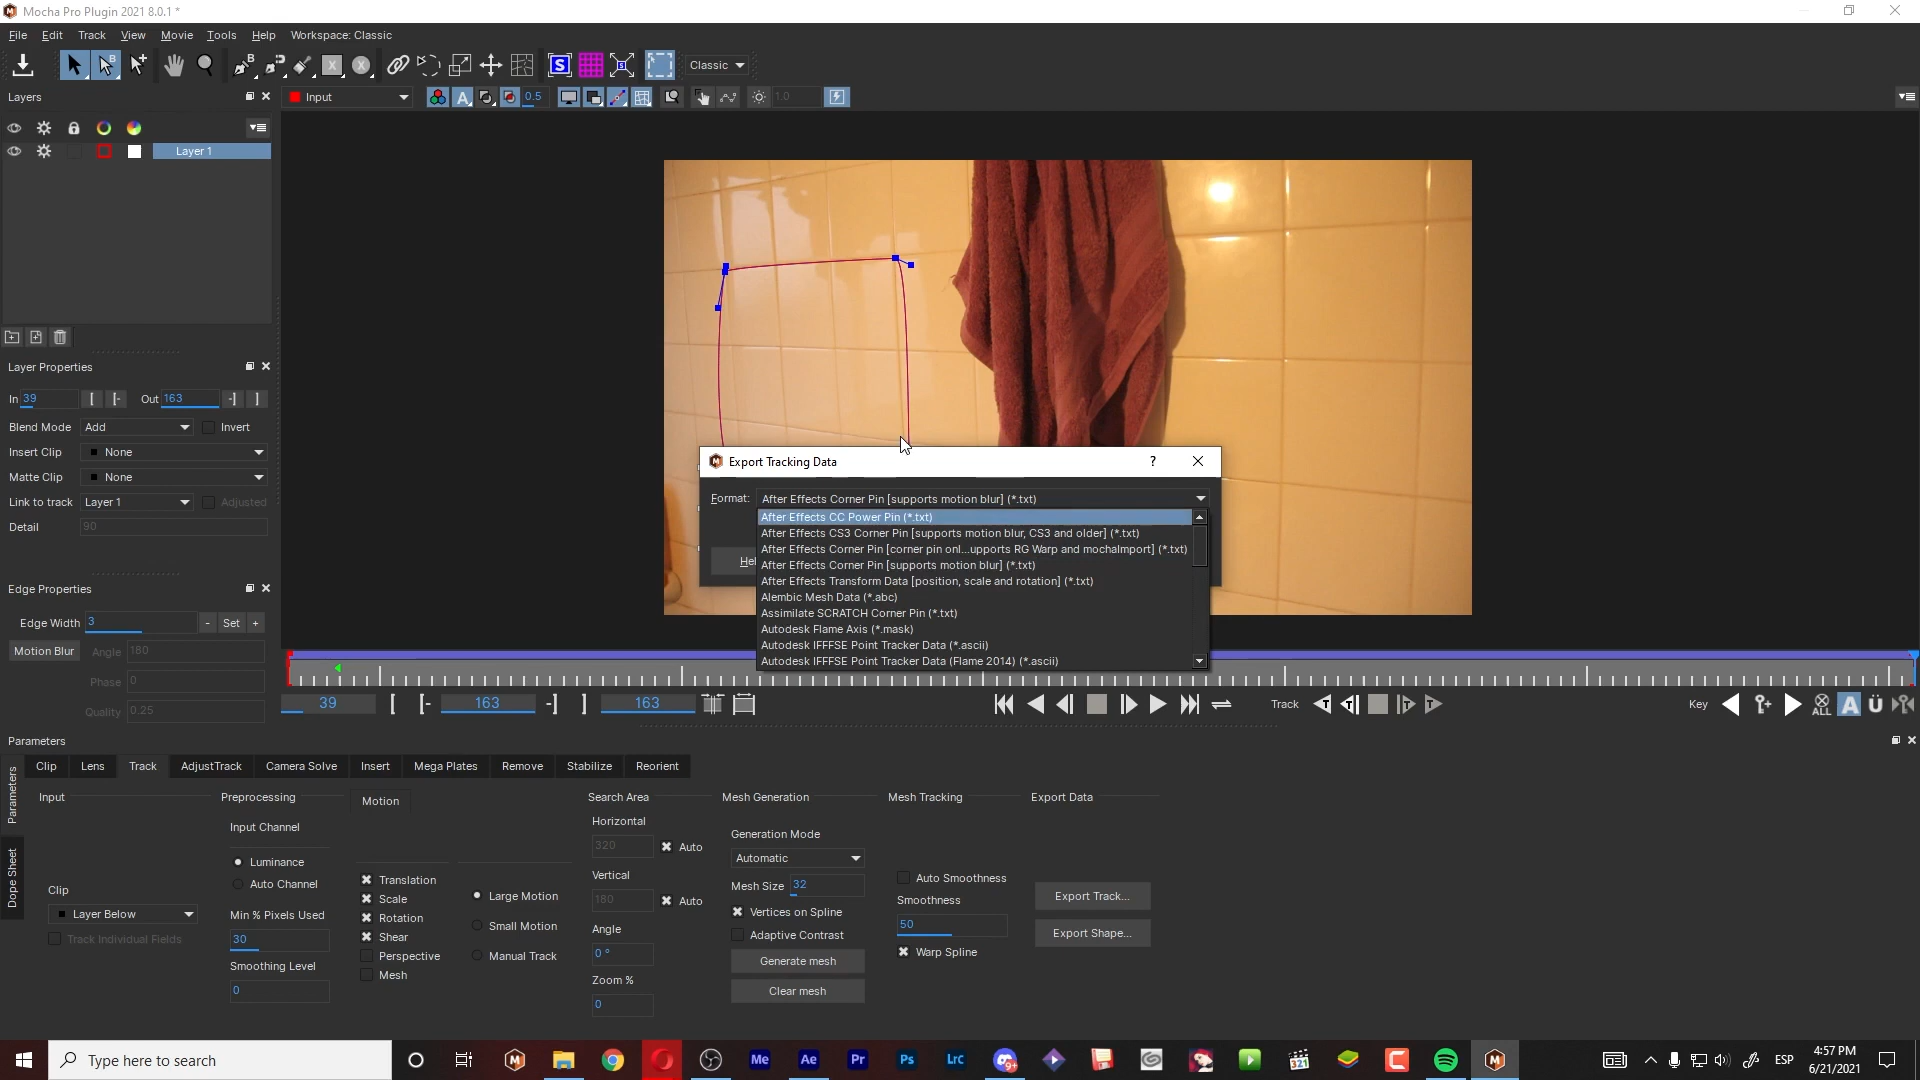 Mocha Pro Plugin 2021 8.0.1 *
File Edit Track View Movie Tools Help Workspace: Classic
Classic
Layers
Input
0.5
1.0
Layer 1
Layer Properties
In 39 Out 163
Blend Mode Add Invert
Insert Clip None
Matte Clip None
Link to track Layer 1 Adjusted
Detail 90
Edge Properties
Edge Width 3 - Set +
Motion Blur Angle 180
Phase 0
Quality 0.25
Export Tracking Data ?
Format: After Effects Corner Pin [supports motion blur] (*.txt)
After Effects CC Power Pin (*.txt)
After Effects CS3 Corner Pin [supports motion blur, CS3 and older] (*.txt)
After Effects Corner Pin [corner pin onl...upports RG Warp and mochaImport] (*.txt)
After Effects Corner Pin [supports motion blur] (*.txt)
After Effects Transform Data [position, scale and rotation] (*.txt)
Alembic Mesh Data (*.abc)
Assimilate SCRATCH Corner Pin (*.txt)
Autodesk Flame Axis (*.mask)
Autodesk IFFFSE Point Tracker Data (*.ascii)
Autodesk IFFFSE Point Tracker Data (Flame 2014) (*.ascii)
39 163 163 Track Key ALL
Parameters
Clip Lens Track AdjustTrack Camera Solve Insert Mega Plates Remove Stabilize Reorient
Parameters
Dope Sheet
Input
Clip
Layer Below
Track Individual Fields
Preprocessing
Input Channel
Luminance
Auto Channel
Min % Pixels Used
30
Smoothing Level
0
Motion
Translation
Scale
Rotation
Shear
Perspective
Mesh
Large Motion
Small Motion
Manual Track
Search Area
Horizontal
320 Auto
Vertical
180 Auto
Angle
0 °
Zoom %
0
Mesh Generation
Generation Mode
Automatic
Mesh Size 32
Vertices on Spline
Adaptive Contrast
Generate mesh
Clear mesh
Mesh Tracking
Auto Smoothness
Smoothness
50
Warp Spline
Export Data
Export Track...
Export Shape...
Type here to search
Me Ae Pr Ps Lrc
9+
321
ESP
4:57 PM
6/21/2021